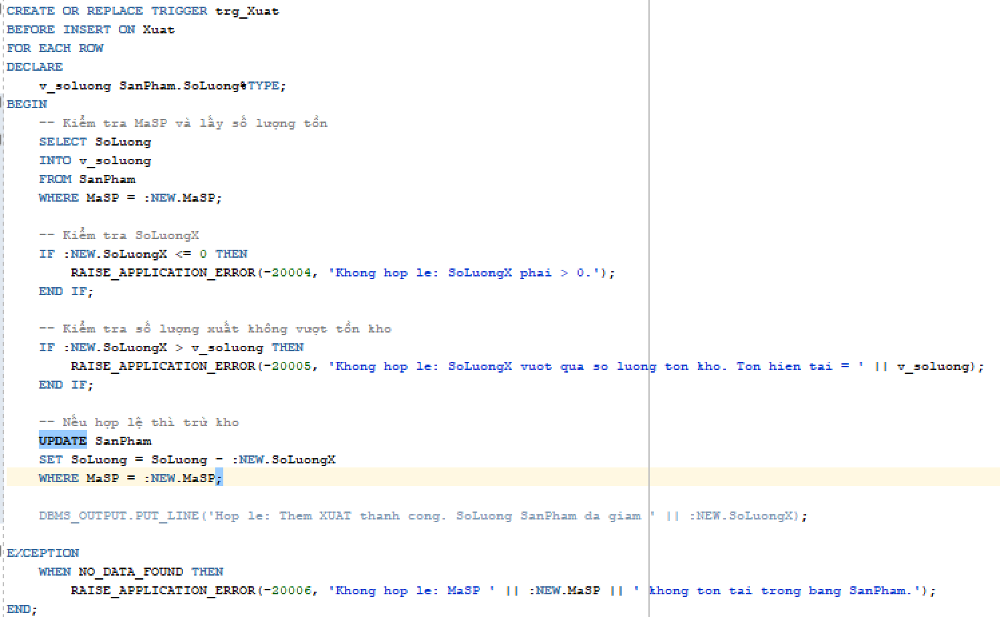 CREATE OR REPLACE TRIGGER trg_Xuat
BEFORE INSERT ON Xuat
FOR EACH ROW
DECLARE
    v_soluong SanPham.SoLuong%TYPE;
BEGIN
    -- Kiểm tra MaSP và lấy số lượng tồn
    SELECT SoLuong
    INTO v_soluong
    FROM SanPham
    WHERE MaSP = :NEW.MaSP;
    -- Kiểm tra SoLuongX
    IF :NEW.SoLuongX <= 0 THEN
        RAISE_APPLICATION_ERROR(-20004, 'Khong hop le: SoLuongX phai > 0.');
    END IF;
    -- Kiểm tra số lượng xuất không vượt tồn kho
    IF :NEW.SoLuongX > v_soluong THEN
        RAISE_APPLICATION_ERROR(-20005, 'Khong hop le: SoLuongX vuot qua so luong ton kho. Ton hien tai = ' || v_soluong);
    END IF;
    -- Nếu hợp lệ thì trừ kho
    UPDATE SanPham
    SET SoLuong = SoLuong - :NEW.SoLuongX
    WHERE MaSP = :NEW.MaSP;
    DBMS_OUTPUT.PUT_LINE('Hop le: Them XUAT thanh cong. SoLuong SanPham da giam ' || :NEW.SoLuongX);
EXCEPTION
    WHEN NO_DATA_FOUND THEN
        RAISE_APPLICATION_ERROR(-20006, 'Khong hop le: MaSP ' || :NEW.MaSP || ' khong ton tai trong bang SanPham.');
END;